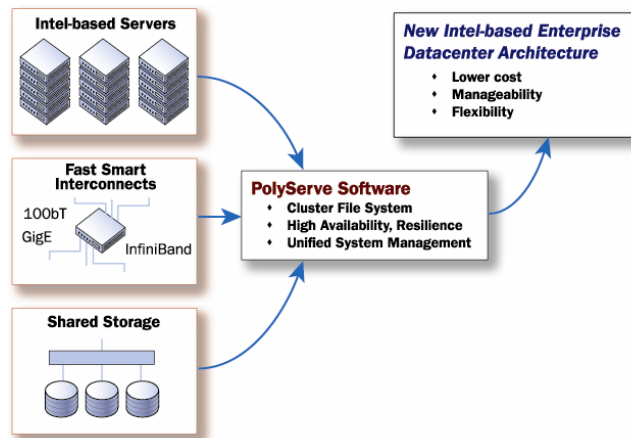 Intel-based Servers
Fast Smart
Interconnects
100bT
GigE
InfiniBand
Shared Storage
PolyServe Software
♦ Cluster File System
♦ High Availability, Resilience
♦ Unified System Management
New Intel-based Enterprise
Datacenter Architecture
♦ Lower cost
♦ Manageability
♦ Flexibility